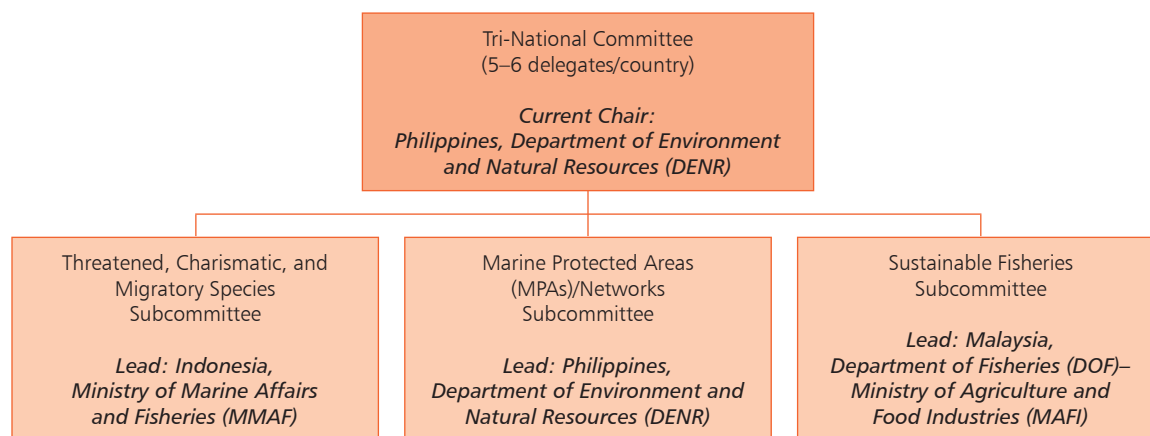 Tri-National Committee
(5–6 delegates/country)
Current Chair:
Philippines, Department of Environment
and Natural Resources (DENR)
Threatened, Charismatic, and
Migratory Species
Subcommittee
Lead: Indonesia,
Ministry of Marine Affairs
and Fisheries (MMAF)
Marine Protected Areas
(MPAs)/Networks
Subcommittee
Lead: Philippines,
Department of Environment and
Natural Resources (DENR)
Sustainable Fisheries
Subcommittee
Lead: Malaysia,
Department of Fisheries (DOF)–
Ministry of Agriculture and
Food Industries (MAFI)